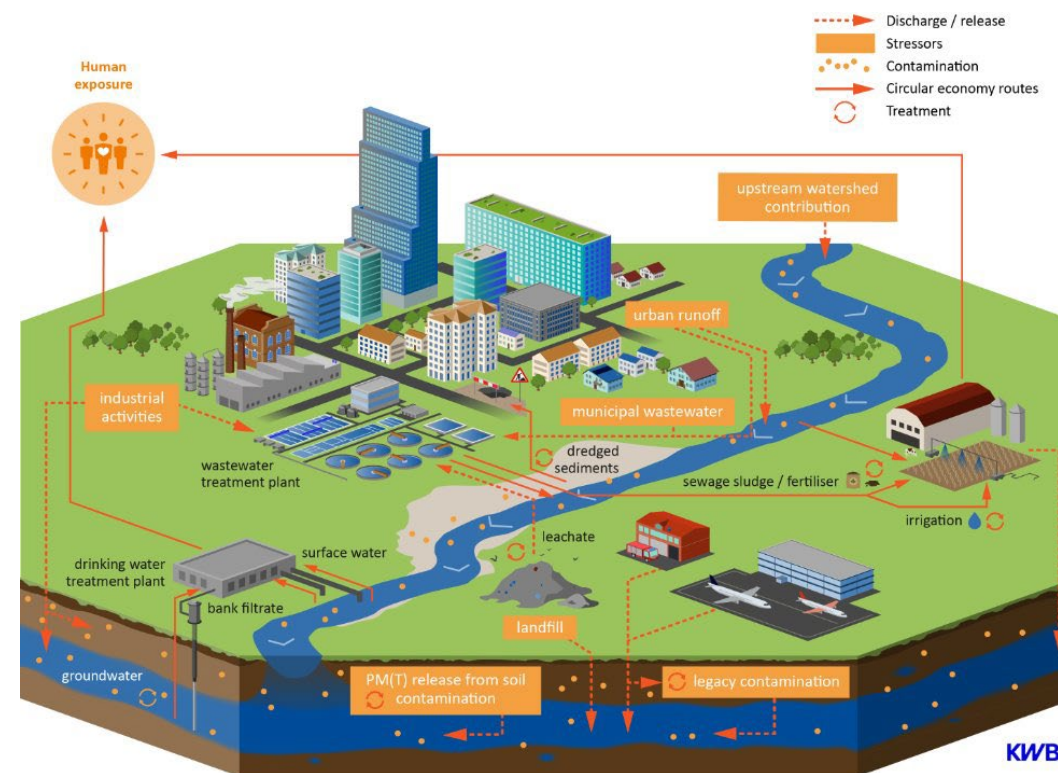 Discharge / release
Stressors
Contamination
Circular economy routes
Treatment
Human
exposure
upstream watershed
contribution
urban runoff
industrial
activities
municipal wastewater
wastewater
treatment plant
dredged
sediments
sewage sludge / fertiliser
irrigation
leachate
surface water
drinking water
treatment plant
bank filtrate
landfill
groundwater
PM(T) release from soil
contamination
legacy contamination
KWB